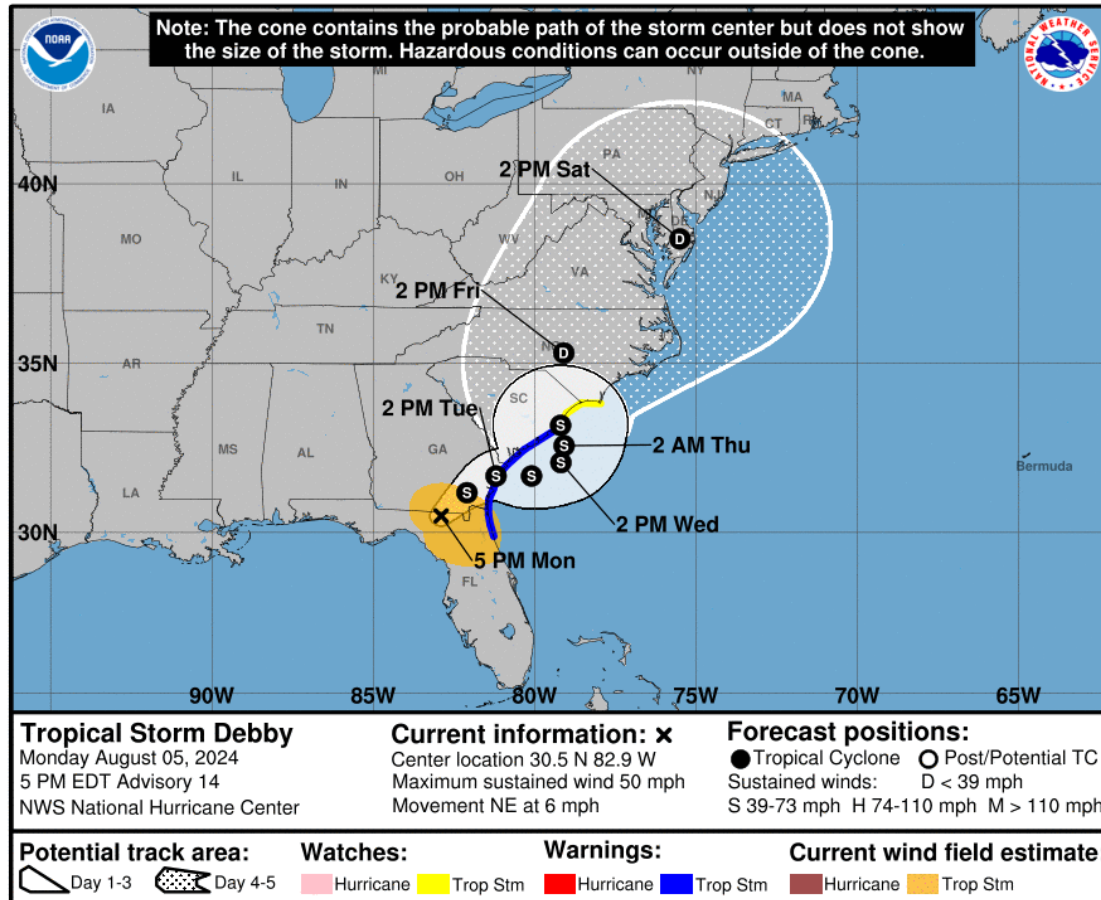 Note: The cone contains the probable path of the storm center but does not show
the size of the storm. Hazardous conditions can occur outside of the cone.
NOAA
NATIONAL WEATHER SERVICE
MI
NY
MA
CT
IA
PA
2 PM Sat
40N
IL
IN
OH
NJ
DE
D
MO
WV
VA
KY
2 PM Fri
TN
D
35N
AR
SC
2 PM Tue
S
MS
AL
GA
S
2 AM Thu
S
S
S
Bermuda
LA
S
2 PM Wed
30N
5 PM Mon
FL
90W
85W
80W
75W
70W
65W
Tropical Storm Debby
Monday August 05, 2024
5 PM EDT Advisory 14
NWS National Hurricane Center
Current information: ×
Center location 30.5 N 82.9 W
Maximum sustained wind 50 mph
Movement NE at 6 mph
Forecast positions:
Tropical Cyclone Post/Potential TC
Sustained winds: D < 39 mph
S 39-73 mph H 74-110 mph M > 110 mph
Potential track area:
Day 1-3 Day 4-5
Watches:
Hurricane Trop Stm
Warnings:
Hurricane Trop Stm
Current wind field estimate
Hurricane Trop Stm